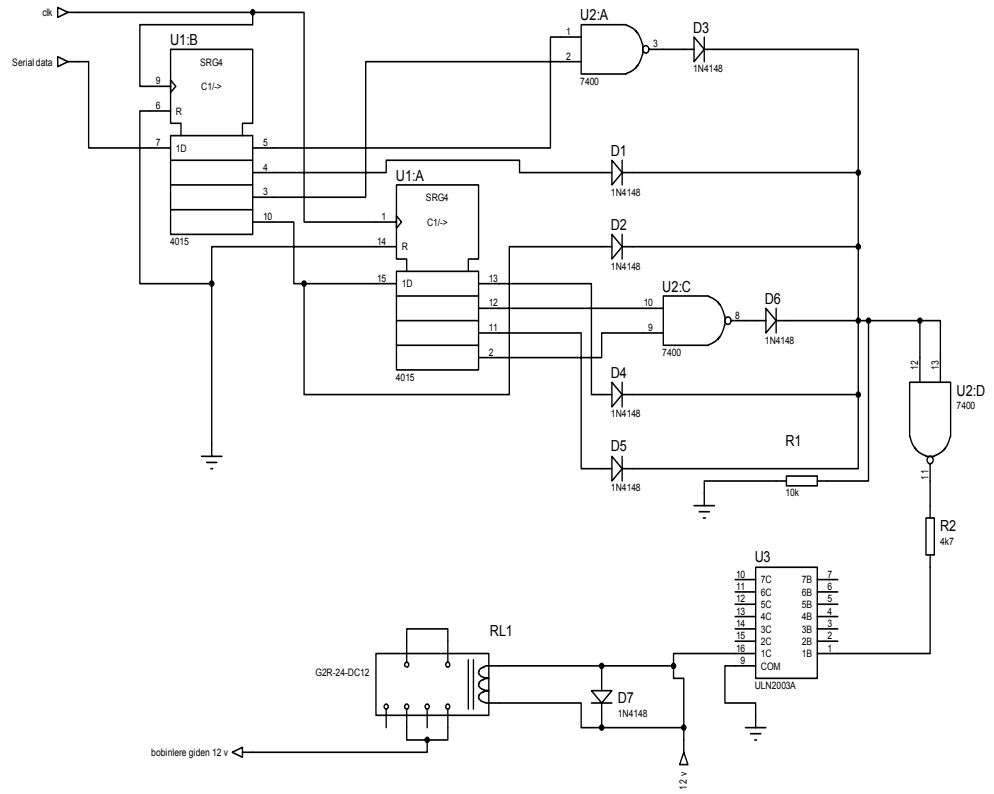 clk
Serial data
U1:B
SRG4
C1/->
9
6
R
7
1D
5
4
3
10
4015
U1:A
SRG4
C1/->
1
14
R
15
1D
13
12
11
2
4015
U2:A
1
2
3
7400
D3
1N4148
D1
1N4148
D2
1N4148
U2:C
10
9
8
7400
D6
1N4148
D4
1N4148
D5
1N4148
R1
10k
12
13
U2:D
7400
11
R2
4k7
U3
10 7C 7B 7
11 6C 6B 6
12 5C 5B 5
13 4C 4B 4
14 3C 3B 3
15 2C 2B 2
16 1C 1B 1
9 COM
ULN2003A
RL1
G2R-24-DC12
D7
1N4148
bobinlere giden 12 v
12 v